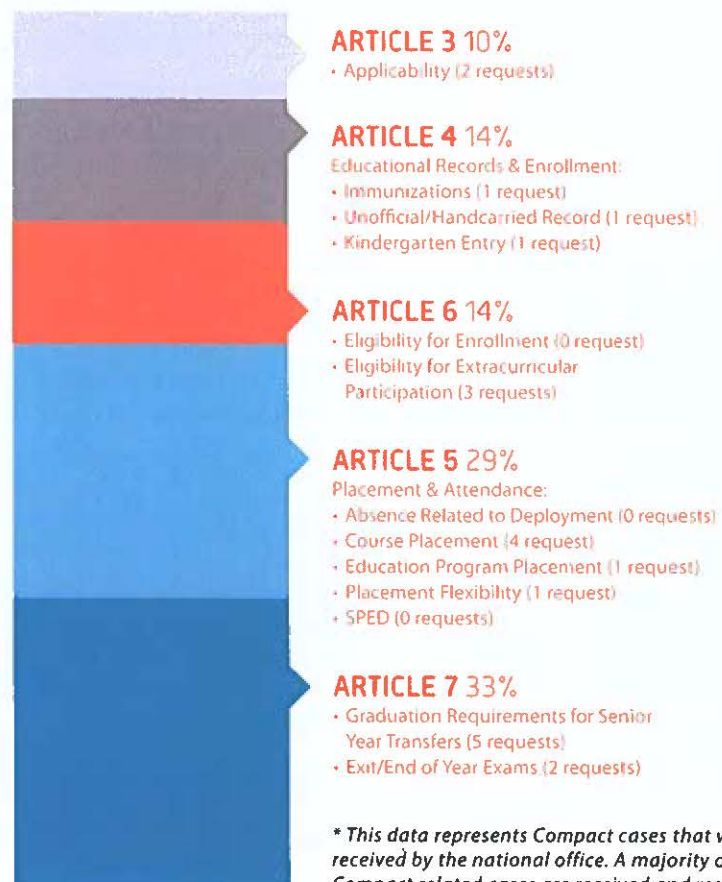 ARTICLE 3 10%
• Applicability (2 requests)
ARTICLE 4 14%
Educational Records & Enrollment:
• Immunizations (1 request)
• Unofficial/Handcarried Record (1 request)
• Kindergarten Entry (1 request)
ARTICLE 6 14%
• Eligibility for Enrollment (0 request)
• Eligibility for Extracurricular
Participation (3 requests)
ARTICLE 5 29%
Placement & Attendance:
• Absence Related to Deployment (0 requests)
• Course Placement (4 request)
• Education Program Placement (1 request)
• Placement Flexibility (1 request)
• SPED (0 requests)
ARTICLE 7 33%
• Graduation Requirements for Senior
Year Transfers (5 requests)
• Exit/End of Year Exams (2 requests)
* This data represents Compact cases that
received by the national office. A majority